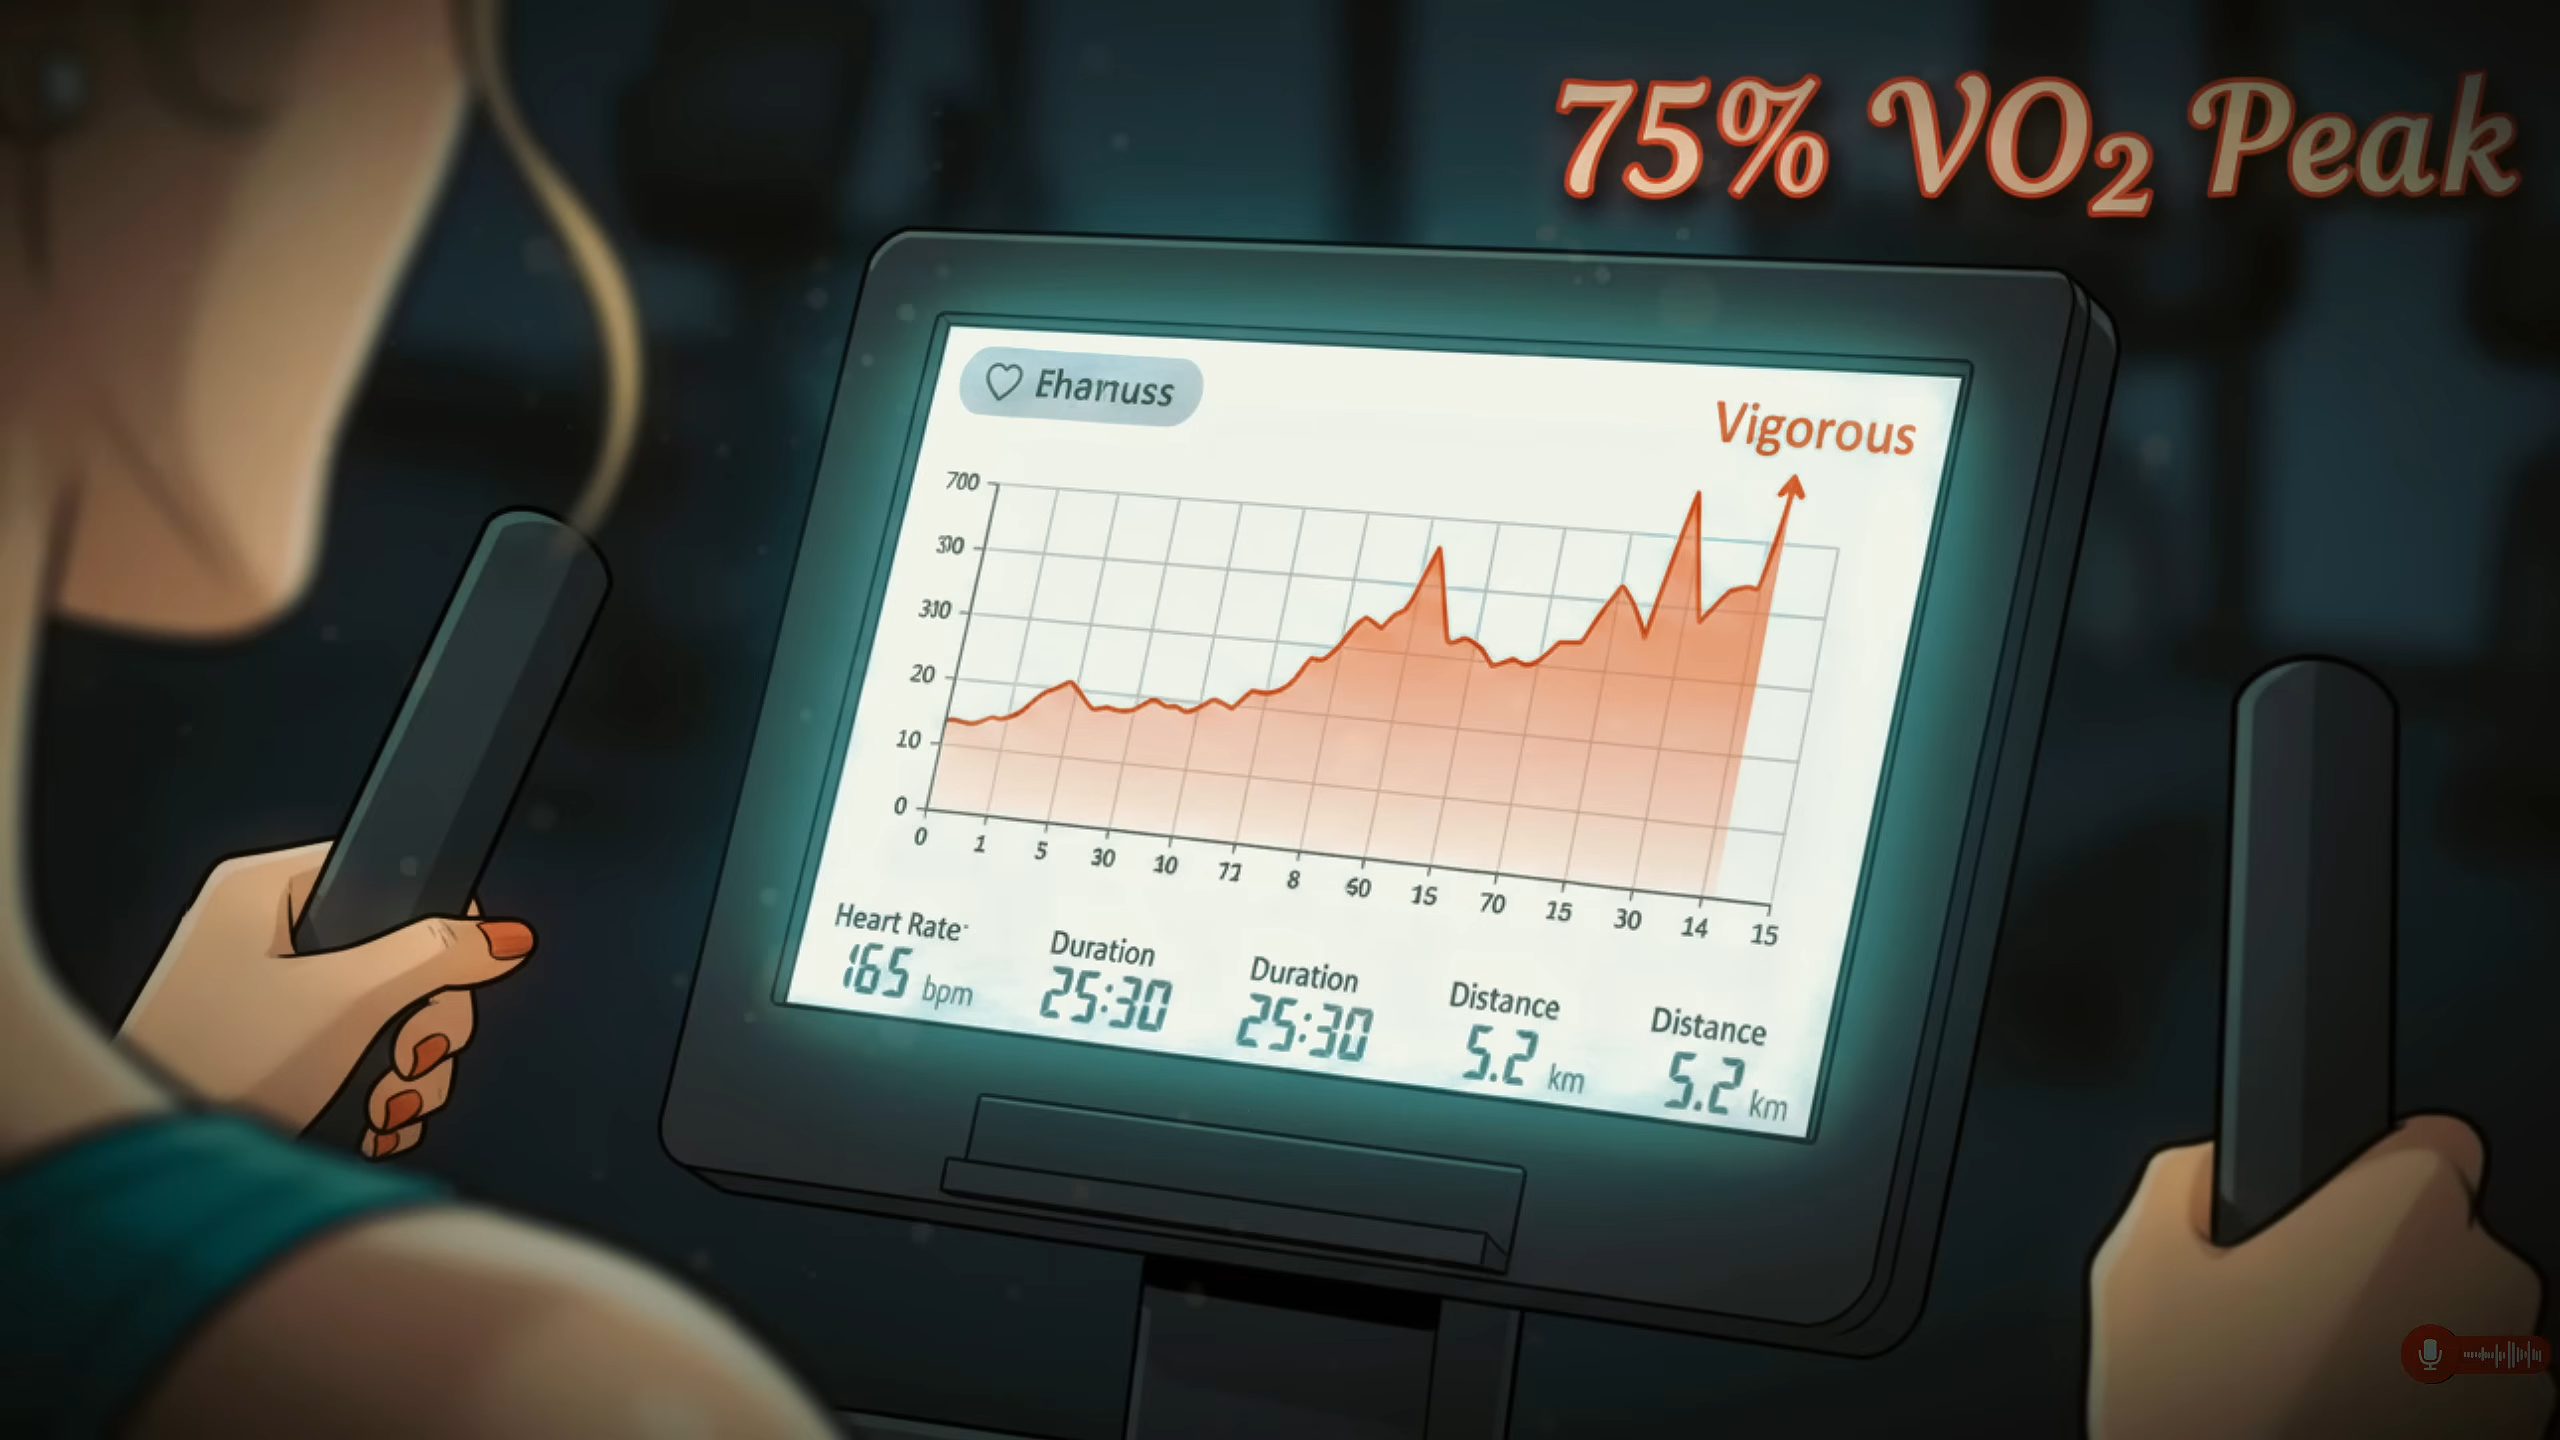 75% VO₂ Peak
Ehanuss
Vigorous
700
310
20
10
0
0 1 5 30 10 8 60 15 70 15 30 14 15
Heart Rate Duration Duration Distance Distance
165 bpm 25:30 25:30 5.2 km 5.2 km